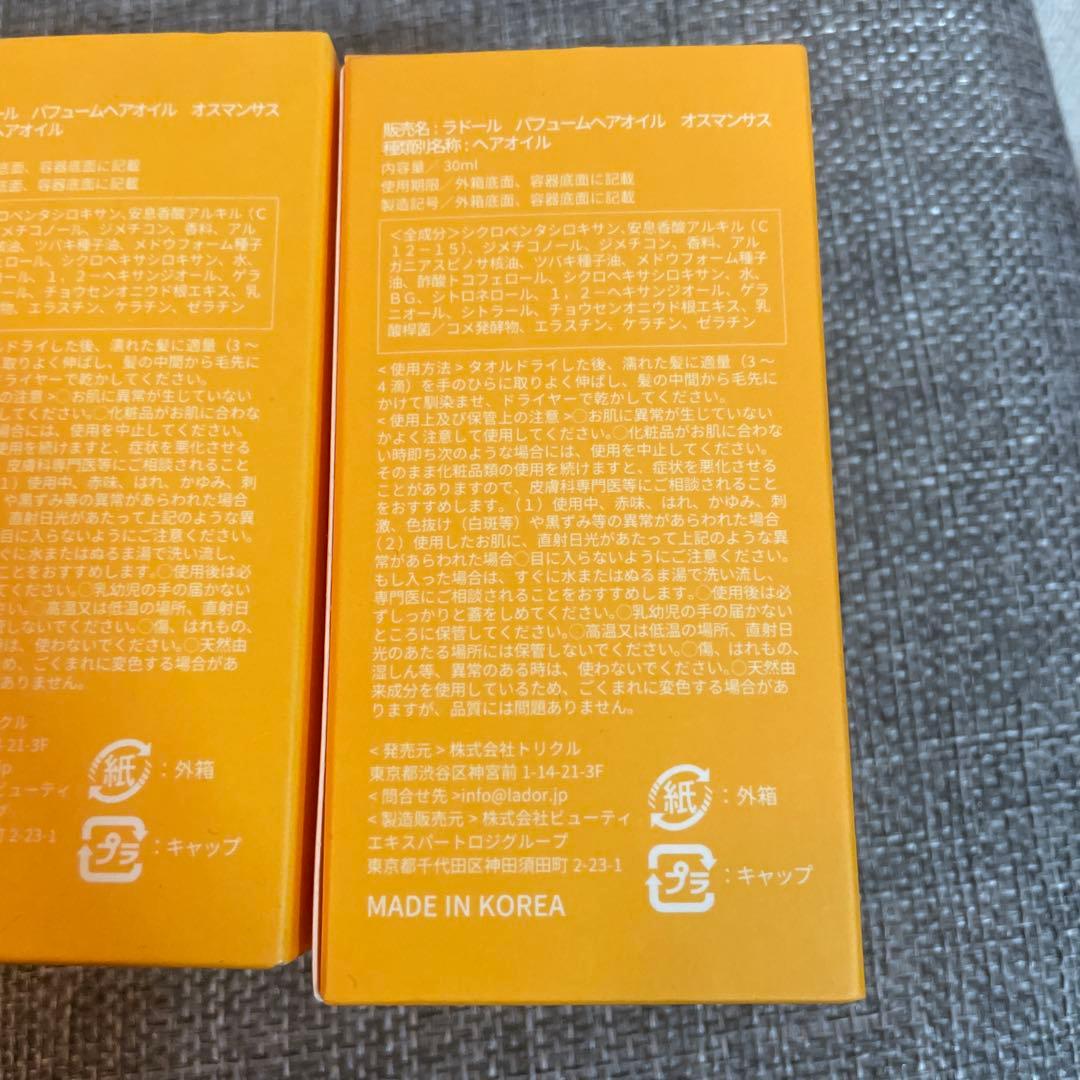 ール パフュームヘアオイル オスマンサス
ヘアオイル
底面、容器底面に記載
底面、容器底面に記載
ロペンタシロキサン、安息香酸アルキル（C
ジメチコノール、ジメチコン、香料、アル
核油、ツバキ種子油、メドウフォーム種子
ェロール、シクロヘキサシロキサン、水、
ール、1，2－ヘキサンジオール、ゲラ
ール、チョウセンオニウド根エキス、乳
物、エラスチン、ケラチン、ゼラチン
ルドライした後、濡れた髪に適量（3～
取りよく伸ばし、髪の中間から毛先に
ライヤーで乾かしてください。
の注意＞○お肌に異常が生じていない
してください。○化粧品がお肌に合わな
場合には、使用を中止してください。
使用を続けますと、症状を悪化させる
皮膚科専門医等にご相談されること
1）使用中、赤味、はれ、かゆみ、刺
や黒ずみ等の異常があらわれた場合
直射日光があたって上記のような異
目に入らないようにご注意ください。
ぐに水またはぬるま湯で洗い流し、
ことをおすすめします。○使用後は必
てください。○乳幼児の手の届かない
さい。○高温又は低温の場所、直射日
管しないでください。○傷、はれもの、
は、使わないでください。○天然由
め、ごくまれに変色する場合があ
ありません。
クル
-21-3F
jp
ビューティ
プ
町 2-23-1
紙：外箱
プラ：キャップ
販売名：ラドール パフュームヘアオイル オスマンサス
種類別名称：ヘアオイル
内容量／30ml
使用期限／外箱底面、容器底面に記載
製造記号／外箱底面、容器底面に記載
＜全成分＞シクロペンタシロキサン、安息香酸アルキル（C
12－15）、ジメチコノール、ジメチコン、香料、アル
ガニアスピノサ核油、ツバキ種子油、メドウフォーム種子
油、酢酸トコフェロール、シクロヘキサシロキサン、水、
BG、シトロネロール、1，2－ヘキサンジオール、ゲラ
ニオール、シトラール、チョウセンオニウド根エキス、乳
酸桿菌／コメ発酵物、エラスチン、ケラチン、ゼラチン
＜使用方法＞タオルドライした後、濡れた髪に適量（3～
4滴）を手のひらに取りよく伸ばし、髪の中間から毛先に
かけて馴染ませ、ドライヤーで乾かしてください。
＜使用上及び保管上の注意＞○お肌に異常が生じていない
かよく注意して使用してください。○化粧品がお肌に合わな
い時即ち次のような場合には、使用を中止してください。
そのまま化粧品類の使用を続けますと、症状を悪化させる
ことがありますので、皮膚科専門医等にご相談されること
をおすすめします。（1）使用中、赤味、はれ、かゆみ、刺
激、色抜け（白斑等）や黒ずみ等の異常があらわれた場合
（2）使用したお肌に、直射日光があたって上記のような異
常があらわれた場合○目に入らないようにご注意ください。
もし入った場合は、すぐに水またはぬるま湯で洗い流し、
専門医にご相談されることをおすすめします。○使用後は必
ずしっかりと蓋をしめてください。○乳幼児の手の届かない
ところに保管してください。○高温又は低温の場所、直射日
光のあたる場所には保管しないでください。○傷、はれもの、
湿しん等、異常のある時は、使わないでください。○天然由
来成分を使用しているため、ごくまれに変色する場合があ
りますが、品質には問題ありません。
＜発売元＞株式会社トリクル
東京都渋谷区神宮前 1-14-21-3F
＜問合せ先＞info@lador.jp
＜製造販売元＞株式会社ビューティ
エキスパートロジグループ
東京都千代田区神田須田町 2-23-1
MADE IN KOREA
紙：外箱
プラ：キャップ